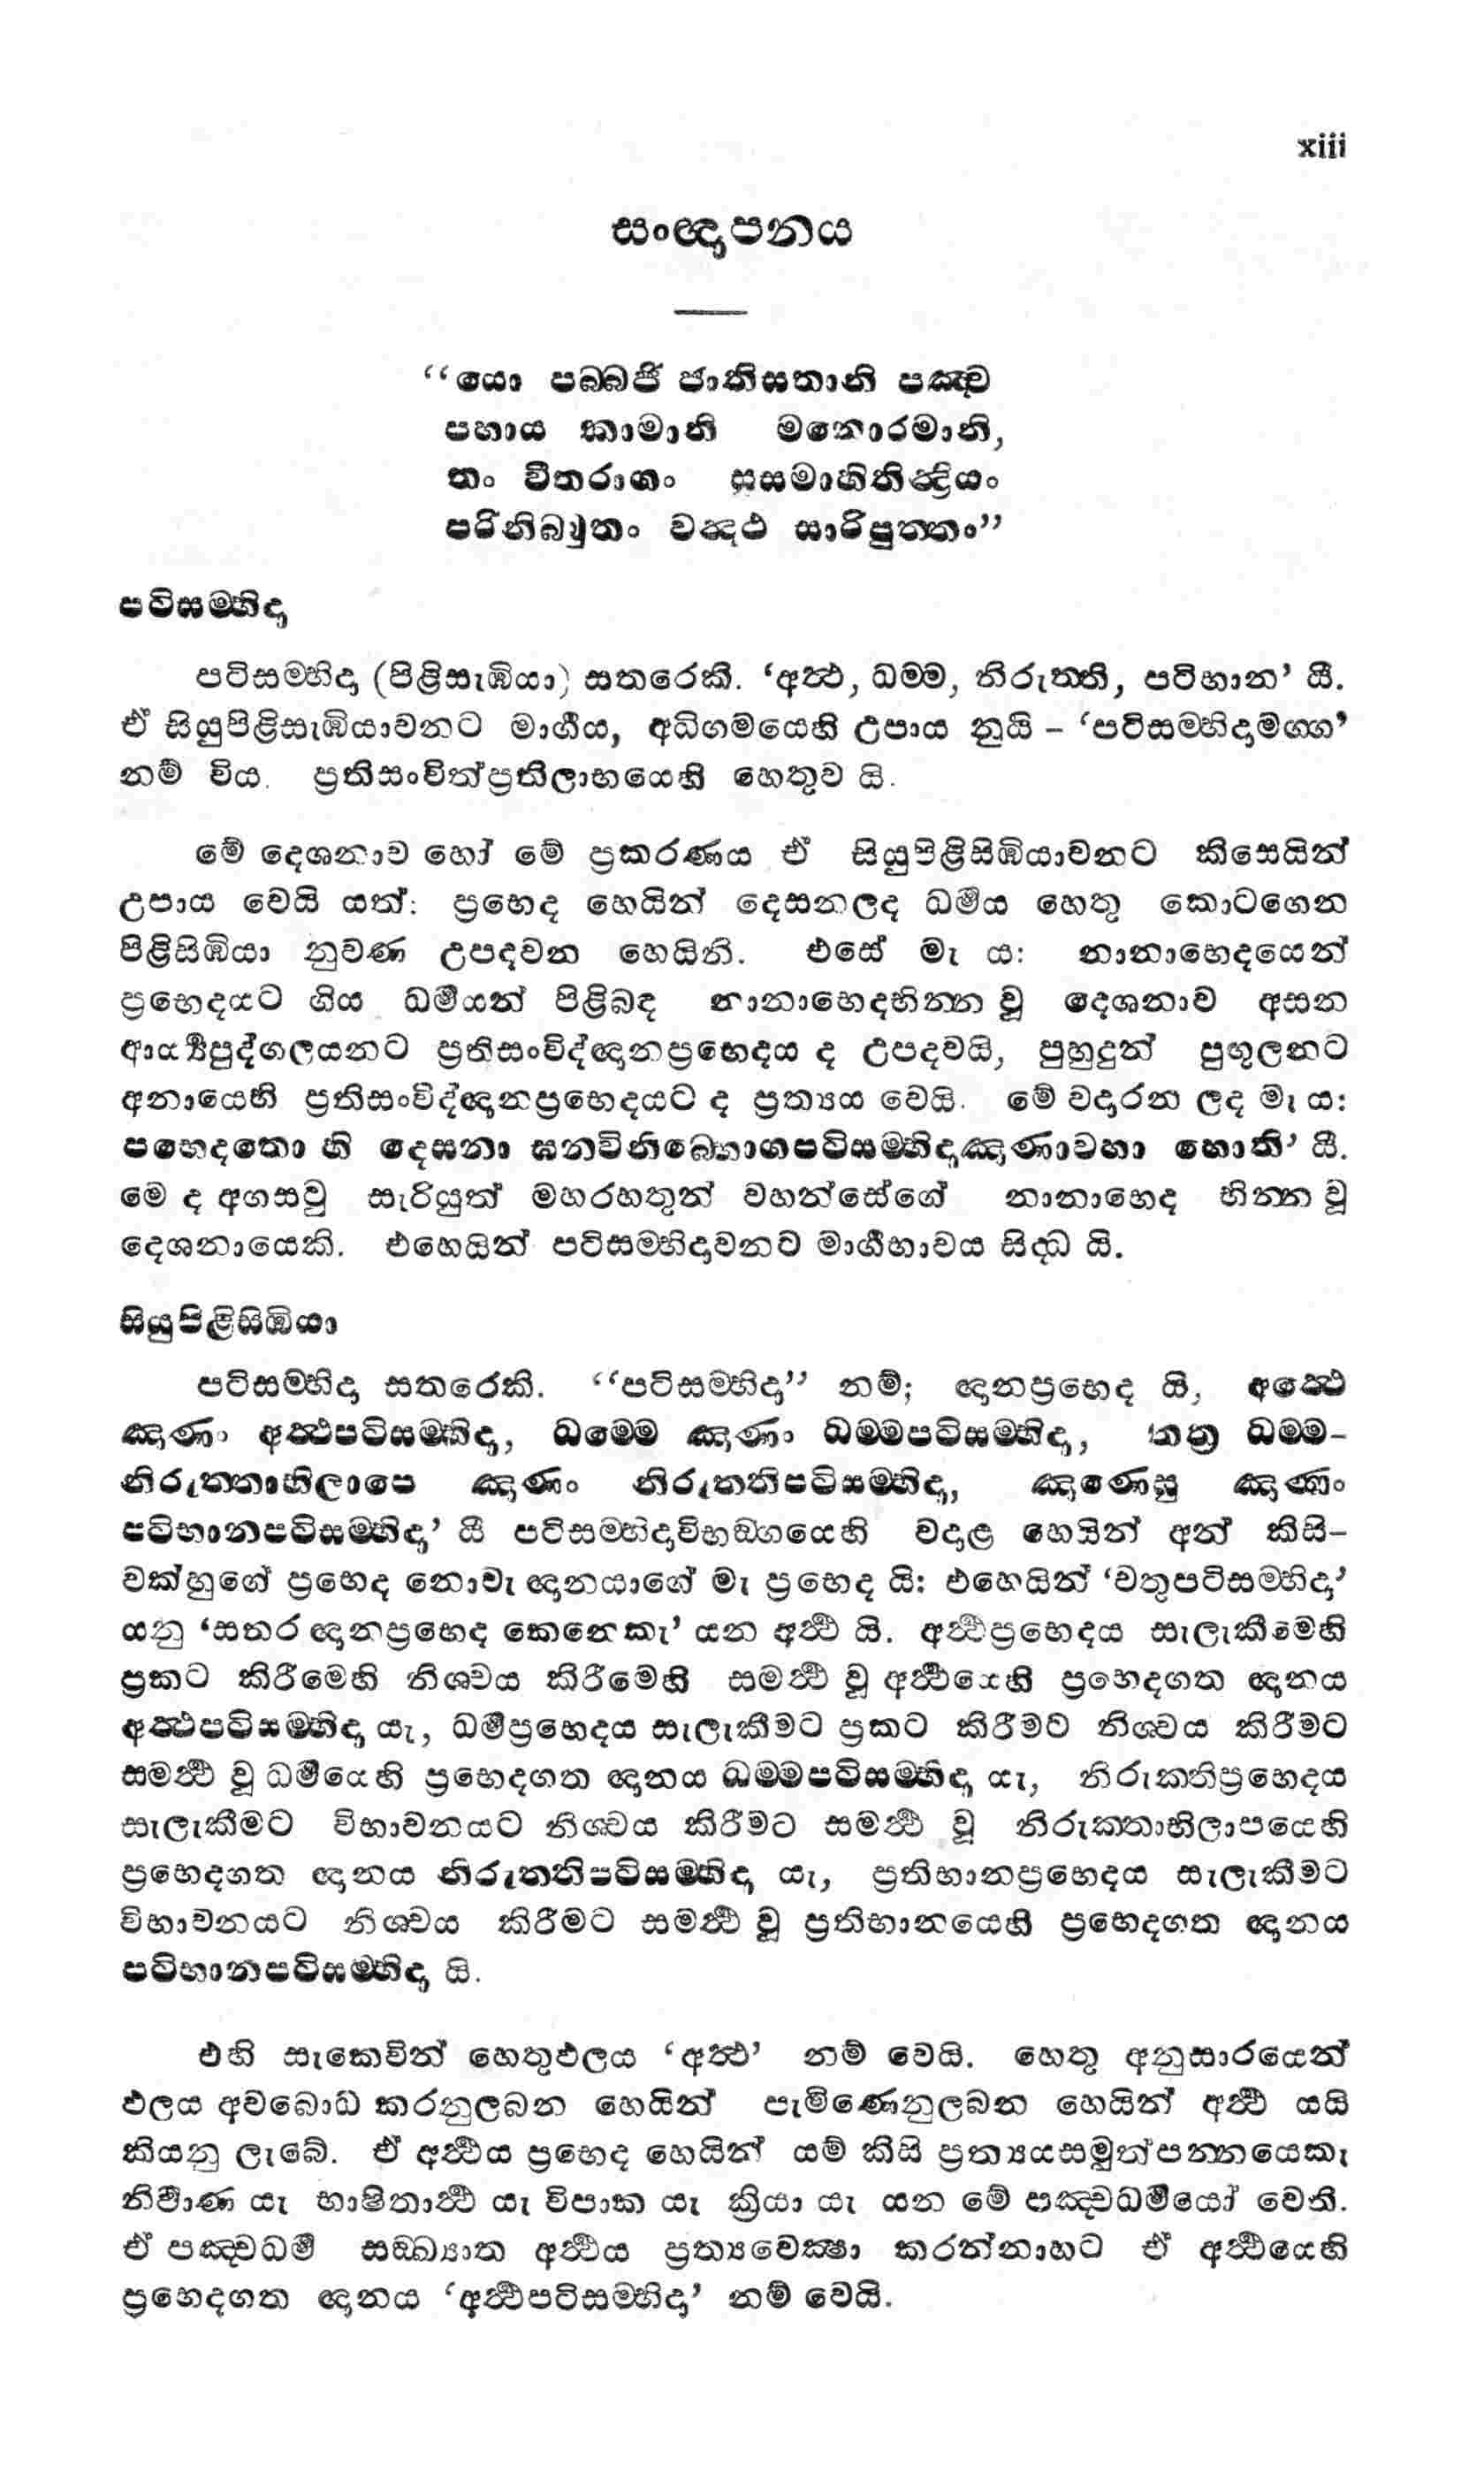 xiii
සංඥාපනය
“යො පබ්බජි ජාතිසතානි පඤ්ච
පහාය කාමානි මනොරමානි,
තං වීතරාගං සුසමාහිතින්ද්‍රියං
පරිනිබ්බුතං වන්දථ සාරිපුත්තං”
පටිසම්භිදා
පටිසම්භිදා (පිළිසැඹියා) සතරෙකි. ‘අත්ථ, ධම්ම, නිරුත්ති, පටිභාන’ යී.
ඒ සියුපිළිසැඹියාවනට මාර්‍ගය, අධිගමයෙහි උපාය නුයි – ‘පටිසම්භිදාමග්ග’
නම් විය. ප්‍රතිසංවිත්ප්‍රතිලාභයෙහි හෙතුව යි.
මේ දෙශනාව හෝ මේ ප්‍රකරණය ඒ සියුපිළිසිඹියාවනට කිසෙයින්
උපාය වෙයි යත්: ප්‍රභෙද හෙයින් දෙසනලද ධර්‍මය හෙතු කොටගෙන
පිළිසිඹියා නුවණ උපදවන හෙයිනි. එසේ මැ ය: නානාභෙදයෙන්
ප්‍රභෙදයට ගිය ධර්‍මයන් පිළිබඳ නානාභෙදභින්න වූ දෙශනාව අසන
ආර්‍ය්‍යපුද්ගලයනට ප්‍රතිසංවිද්ඥානප්‍රභෙදය ද උපදවයි, පුහුදුන් පුඟුලනට
අනායෙහි ප්‍රතිසංවිද්ඥානප්‍රභෙදයට ද ප්‍රත්‍යය වෙයි. මේ වදාරන ලද මැ ය:
පභෙදතො හි දෙසනා ඝනවිනිබ්භොගපටිසම්භිදාඤාණාවහා හොති’ යී.
මෙ ද අගසවු සැරියුත් මහරහතුන් වහන්සේගේ නානාභෙද භින්න වූ
දෙශනායෙකි. එහෙයින් පටිසම්භිදාවනට මාර්‍ගභාවය සිද්ධ යි.
සියුපිළිසිඹියා
පටිසම්භිදා සතරෙකි. “පටිසම්භිදා” නම්; ඥානප්‍රභෙද යි, අත්ථෙ
ඤාණං අත්ථපටිසම්භිදා, ධම්මෙ ඤාණං ධම්මපටිසම්භිදා, තත්‍ර ධම්ම-
නිරුත්තාභිලාපෙ ඤාණං නිරුත්තිපටිසම්භිදා, ඤාණෙසු ඤාණං
පටිභානපටිසම්භිදා’ යී පටිසම්භිදාවිභඞ්ගයෙහි වදාළ හෙයින් අන් කිසි-
වක්හුගේ ප්‍රභෙද නොවැ ඥානයාගේ මැ ප්‍රභෙද යි: එහෙයින් ‘චතුපටිසම්භිදා’
යනු ‘සතර ඥානප්‍රභෙද කෙනෙකැ’ යන අර්‍ත්‍ථ යි. අර්‍ත්‍ථප්‍රභෙදය සැලැකීමෙහි
ප්‍රකට කිරීමෙහි නිශ්චය කිරීමෙහි සමර්‍ත්‍ථ වූ අර්‍ත්‍ථයෙහි ප්‍රභෙදගත ඥානය
අත්ථපටිසම්භිදා යැ, ධර්‍මප්‍රභෙදය සැලැකීමට ප්‍රකට කිරීමට නිශ්චය කිරීමට
සමර්‍ත්‍ථ වූ ධර්‍මයෙහි ප්‍රභෙදගත ඥානය ධම්මපටිසම්භිදා යැ, නිරුක්තිප්‍රභෙදය
සැලැකීමට විභාවනයට නිශ්චය කිරීමට සමර්‍ත්‍ථ වූ නිරුක්තාභිලාපයෙහි
ප්‍රභෙදගත ඥානය නිරුත්තිපටිසම්භිදා යැ, ප්‍රතිභානප්‍රභෙදය සැලැකීමට
විභාවනයට නිශ්චය කිරීමට සමර්‍ත්‍ථ වූ ප්‍රතිභානයෙහි ප්‍රභෙදගත ඥානය
පටිභානපටිසම්භිදා යි.
එහි සැකෙවින් හෙතුඵලය ‘අත්ථ’ නම් වෙයි. හෙතු අනුසාරයෙන්
ඵලය අවබොධ කරනුලබන හෙයින් පැමිණෙනුලබන හෙයින් අර්‍ත්‍ථ යයි
කියනු ලැබේ. ඒ අර්‍ත්‍ථය ප්‍රභෙද හෙයින් යම් කිසි ප්‍රත්‍යයසමුත්පන්නයෙකැ
නිර්‍වාණ යැ භාෂිතාර්‍ත්‍ථ යැ විපාක යැ ක්‍රියා යැ යන මේ පඤ්චධර්‍මයෝ වෙති.
ඒ පඤ්චධර්‍ම සඞ්ඛ්‍යාත අර්‍ත්‍ථය ප්‍රත්‍යවෙක්ෂා කරන්නාහට ඒ අර්‍ත්‍ථයෙහි
ප්‍රභෙදගත ඥානය ‘අර්‍ත්‍ථපටිසම්භිදා’ නම් වෙයි.